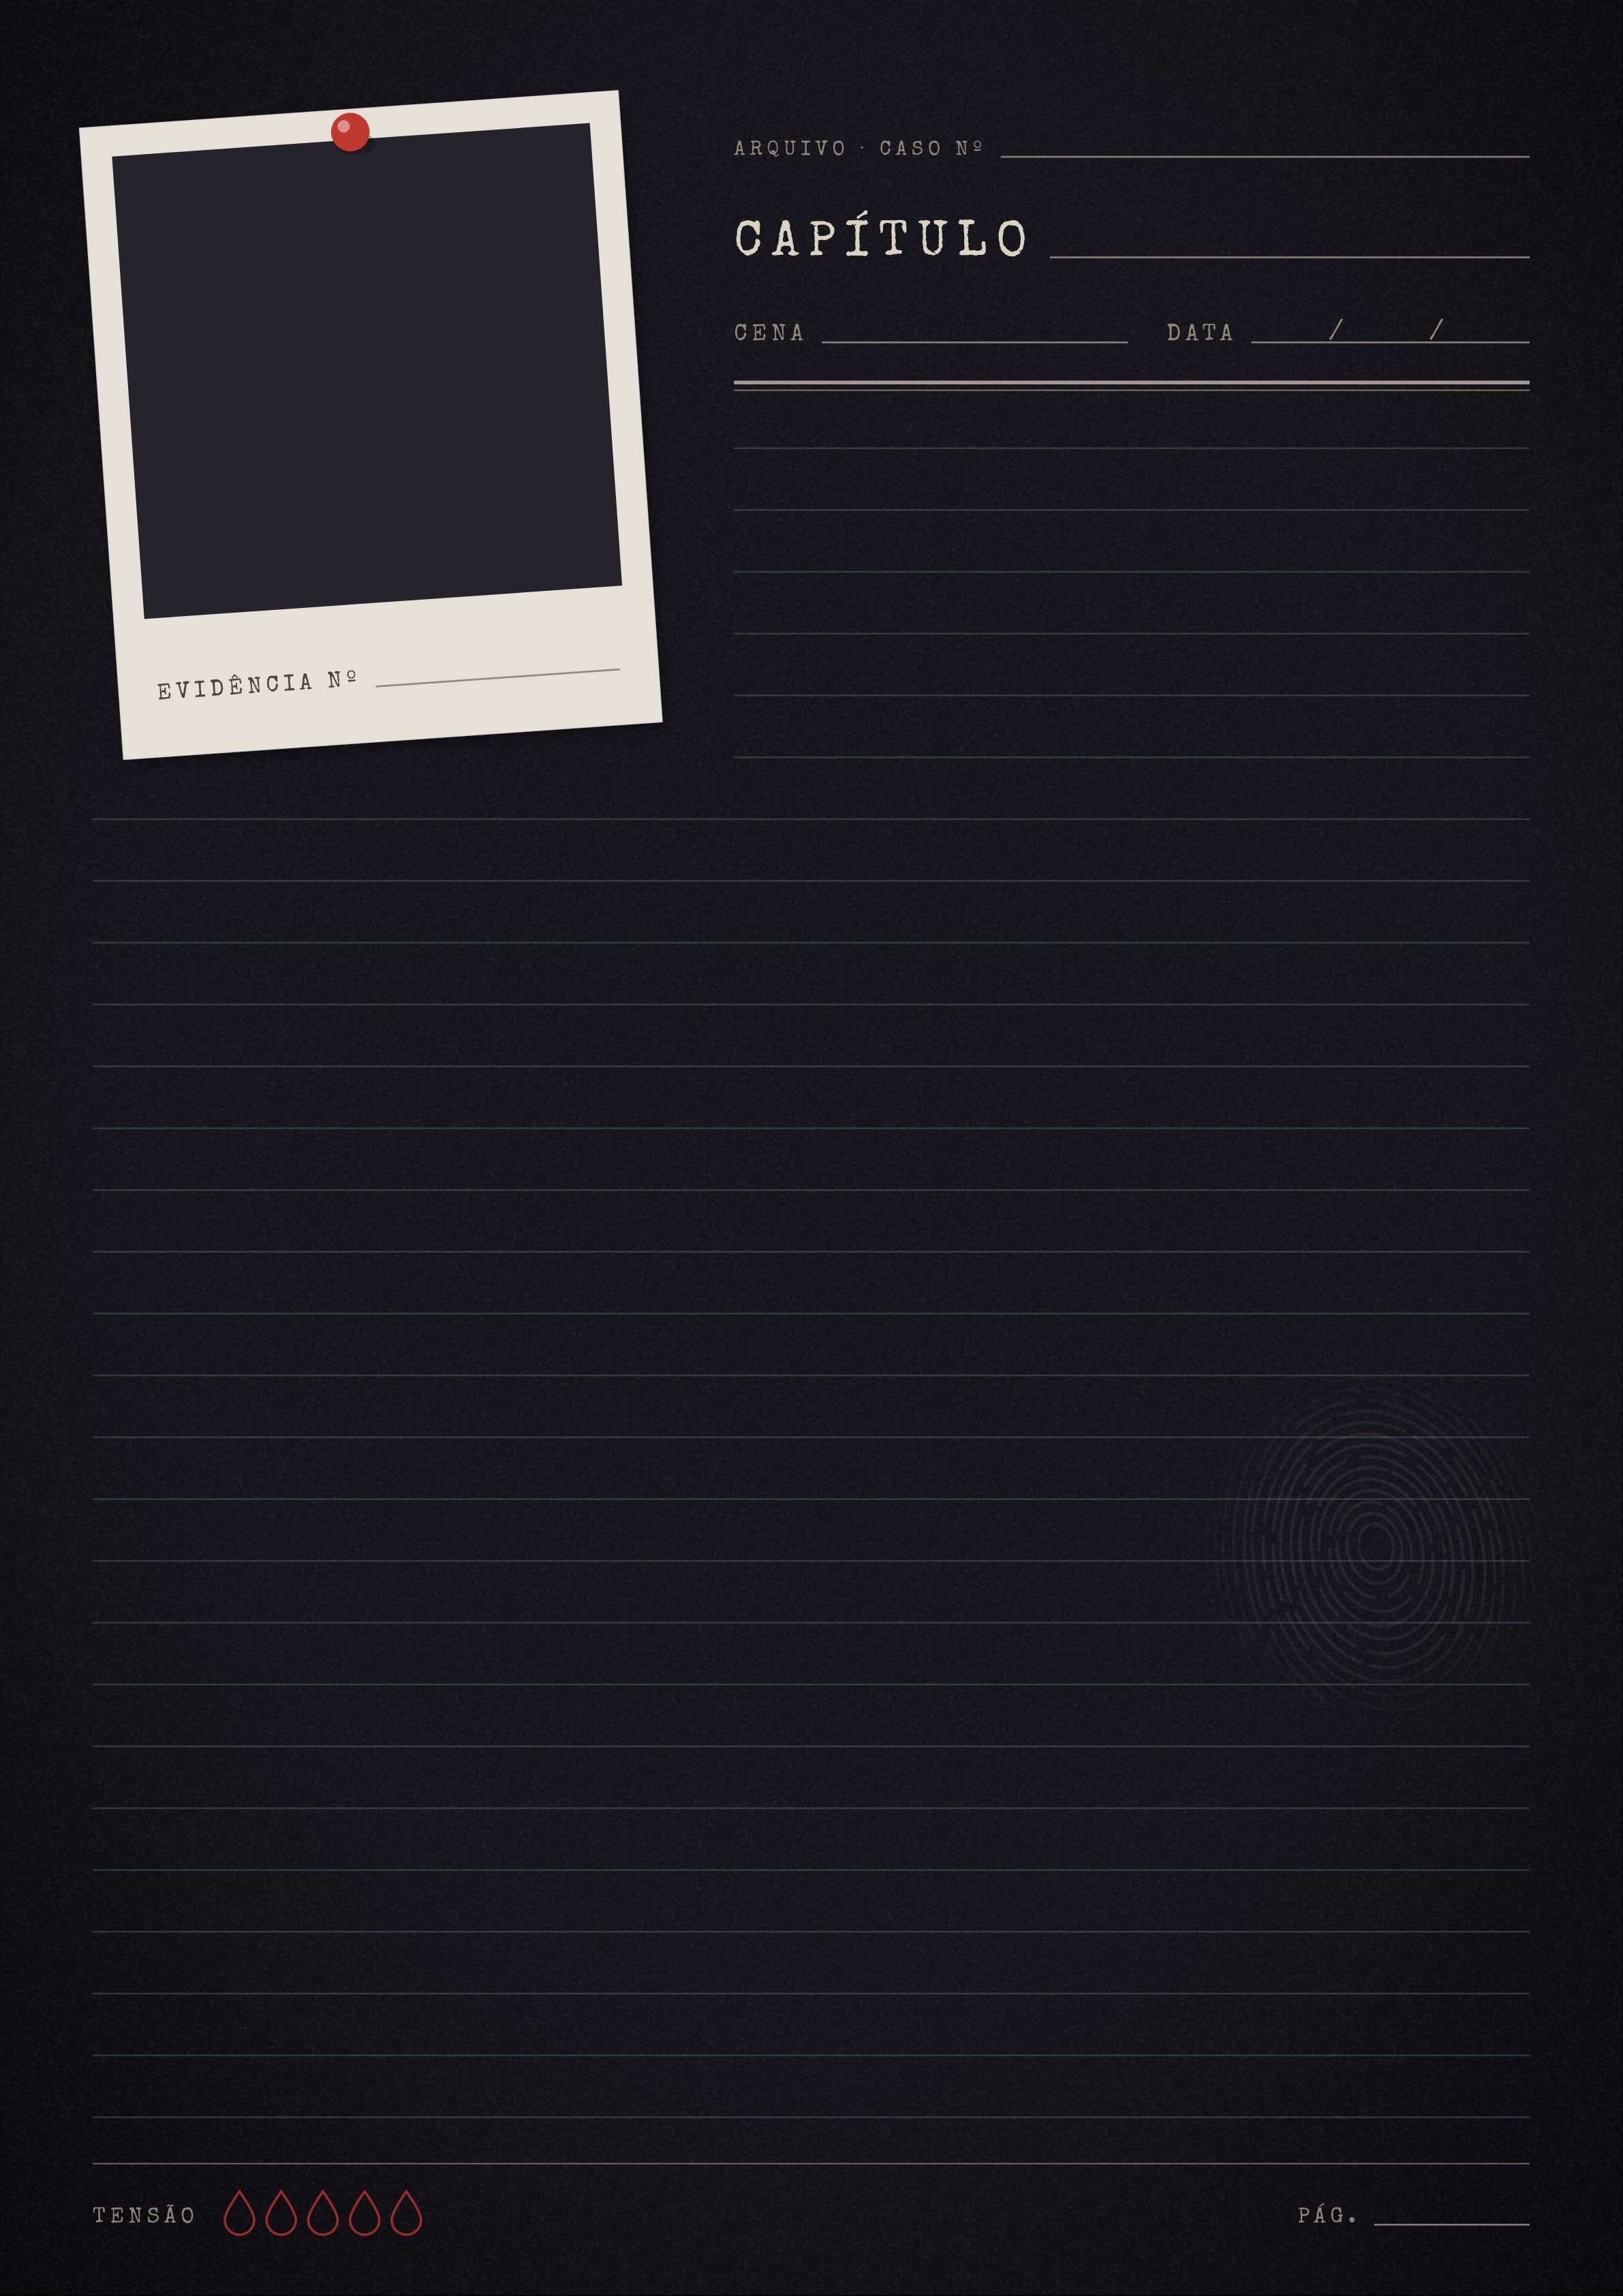 ARQUIVO · CASO Nº
CAPÍTULO
CENA DATA / /
EVIDÊNCIA Nº
TENSÃO PÁG.